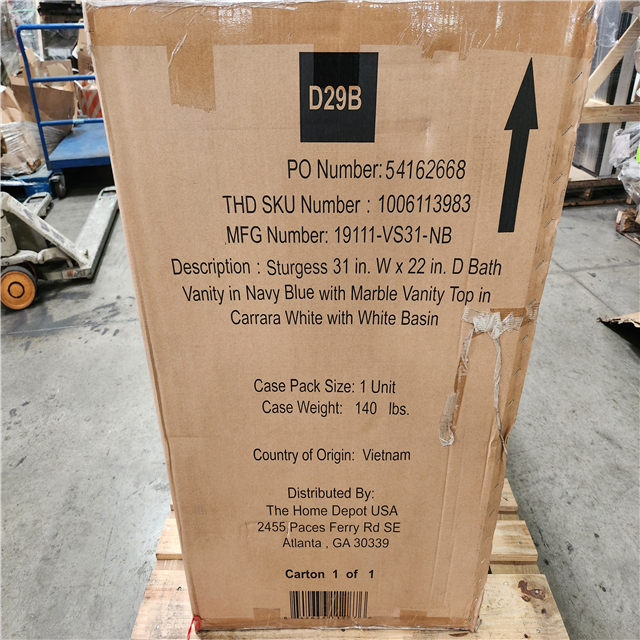 D29B
PO Number: 54162668
THD SKU Number : 1006113983
MFG Number: 19111-VS31-NB
Description : Sturgess 31 in. W x 22 in. D Bath
Vanity in Navy Blue with Marble Vanity Top in
Carrara White with White Basin
Case Pack Size: 1 Unit
Case Weight: 140 lbs.
Country of Origin: Vietnam
Distributed By:
The Home Depot USA
2455 Paces Ferry Rd SE
Atlanta , GA 30339
Carton 1 of 1